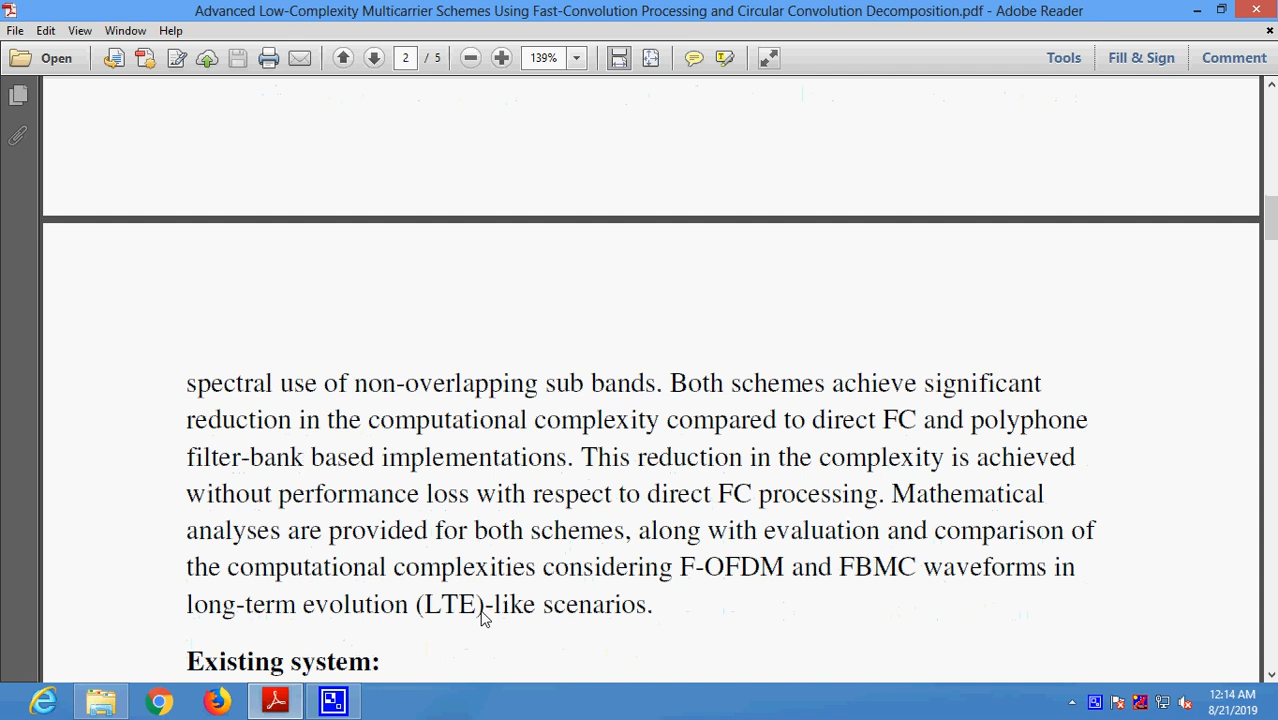 Advanced Low-Complexity Multicarrier Schemes Using Fast-Convolution Processing and Circular Convolution Decomposition.pdf - Adobe Reader
File Edit View Window Help
Open 2 / 5 139% Tools Fill & Sign Comment
spectral use of non-overlapping sub bands. Both schemes achieve significant
reduction in the computational complexity compared to direct FC and polyphone
filter-bank based implementations. This reduction in the complexity is achieved
without performance loss with respect to direct FC processing. Mathematical
analyses are provided for both schemes, along with evaluation and comparison of
the computational complexities considering F-OFDM and FBMC waveforms in
long-term evolution (LTE)-like scenarios.
Existing system:
12:14 AM
8/21/2019